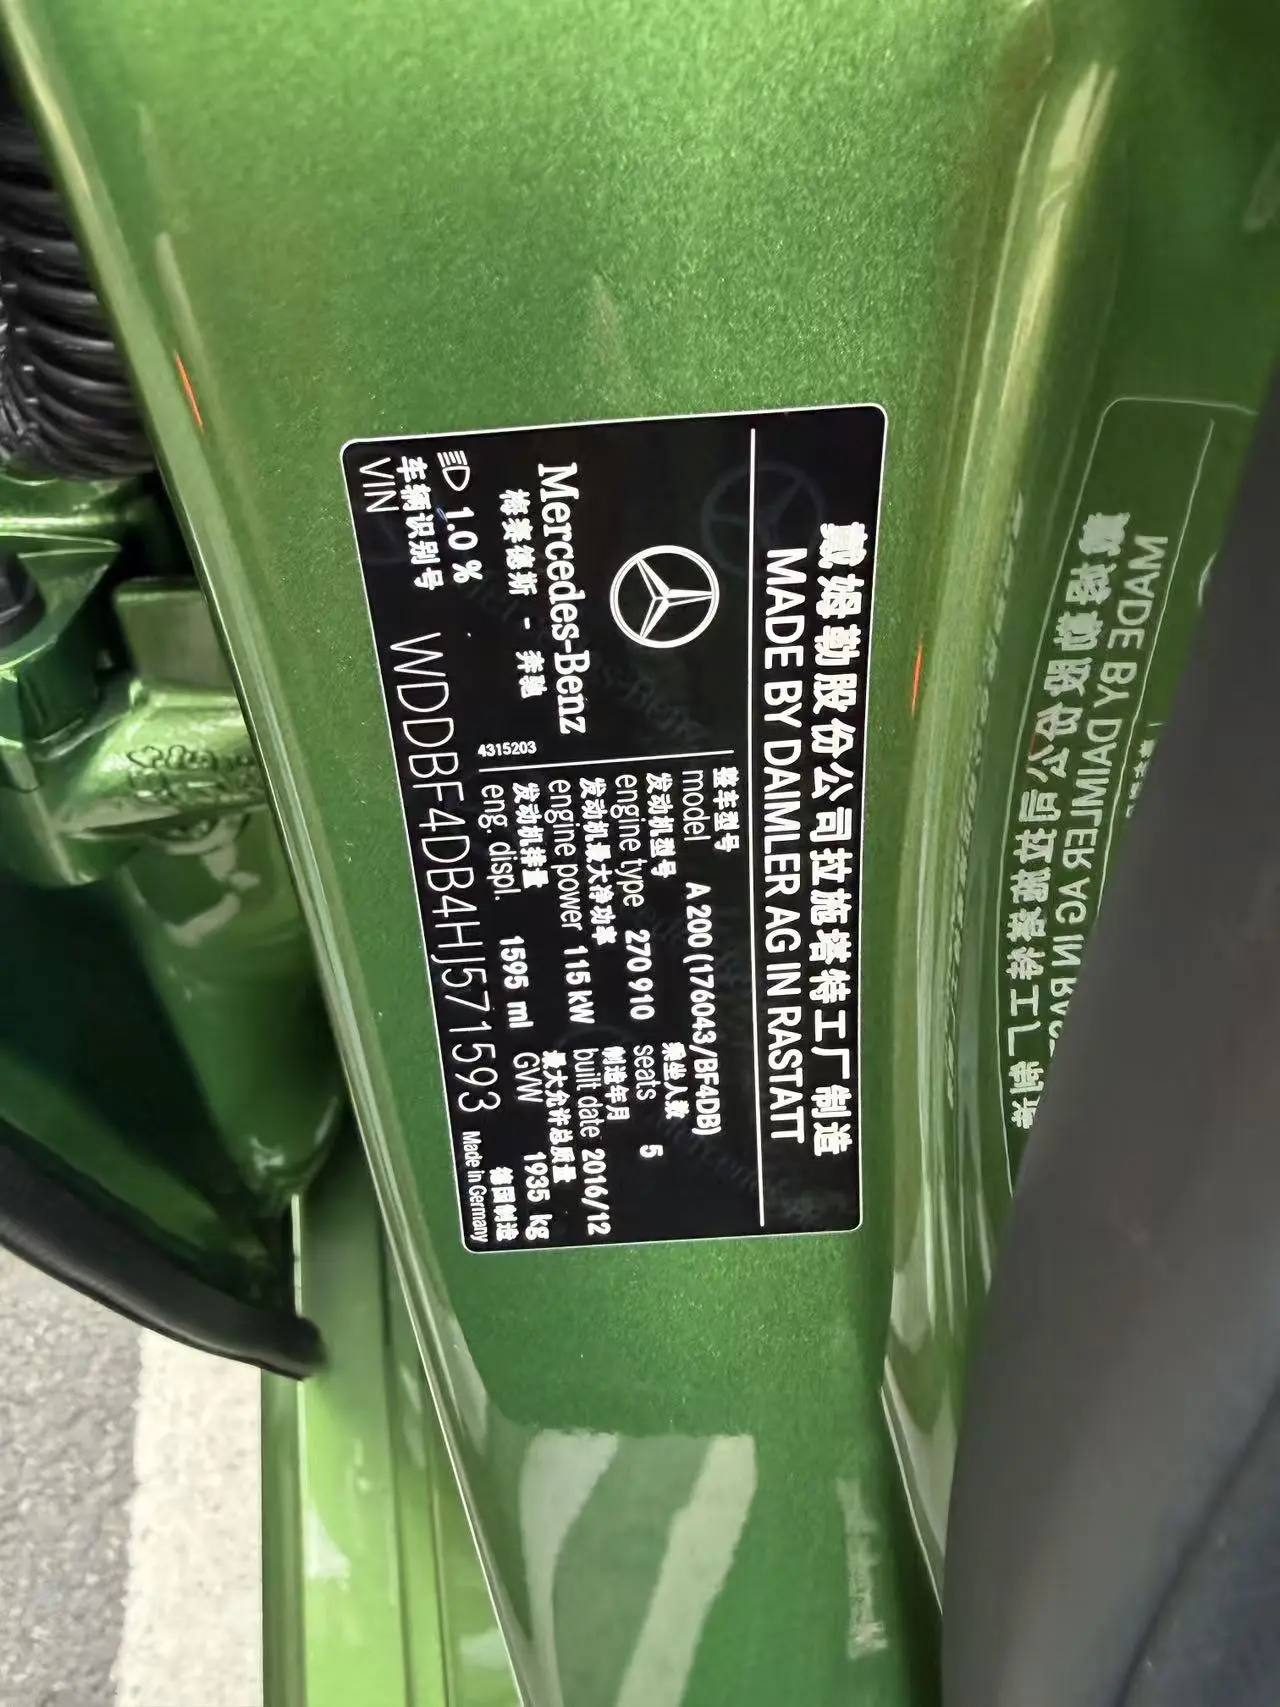 戴姆勒股份公司拉施塔特工厂制造
MADE BY DAIMLER AG IN RASTATT
Mercedes-Benz
梅赛德斯 - 奔驰
4315203
整车型号
model A 200 (176043/BF4DB)
发动机型号 乘坐人数
engine type 270 910 seats 5
发动机最大净功率 制造年月
engine power 115 kW built date 2016/12
发动机排量 最大允许总质量
eng. displ. 1595 ml GVW 1935 kg
1.0 %
车辆识别号 德国制造
VIN WDDBF4DB4HJ571593 Made in Germany